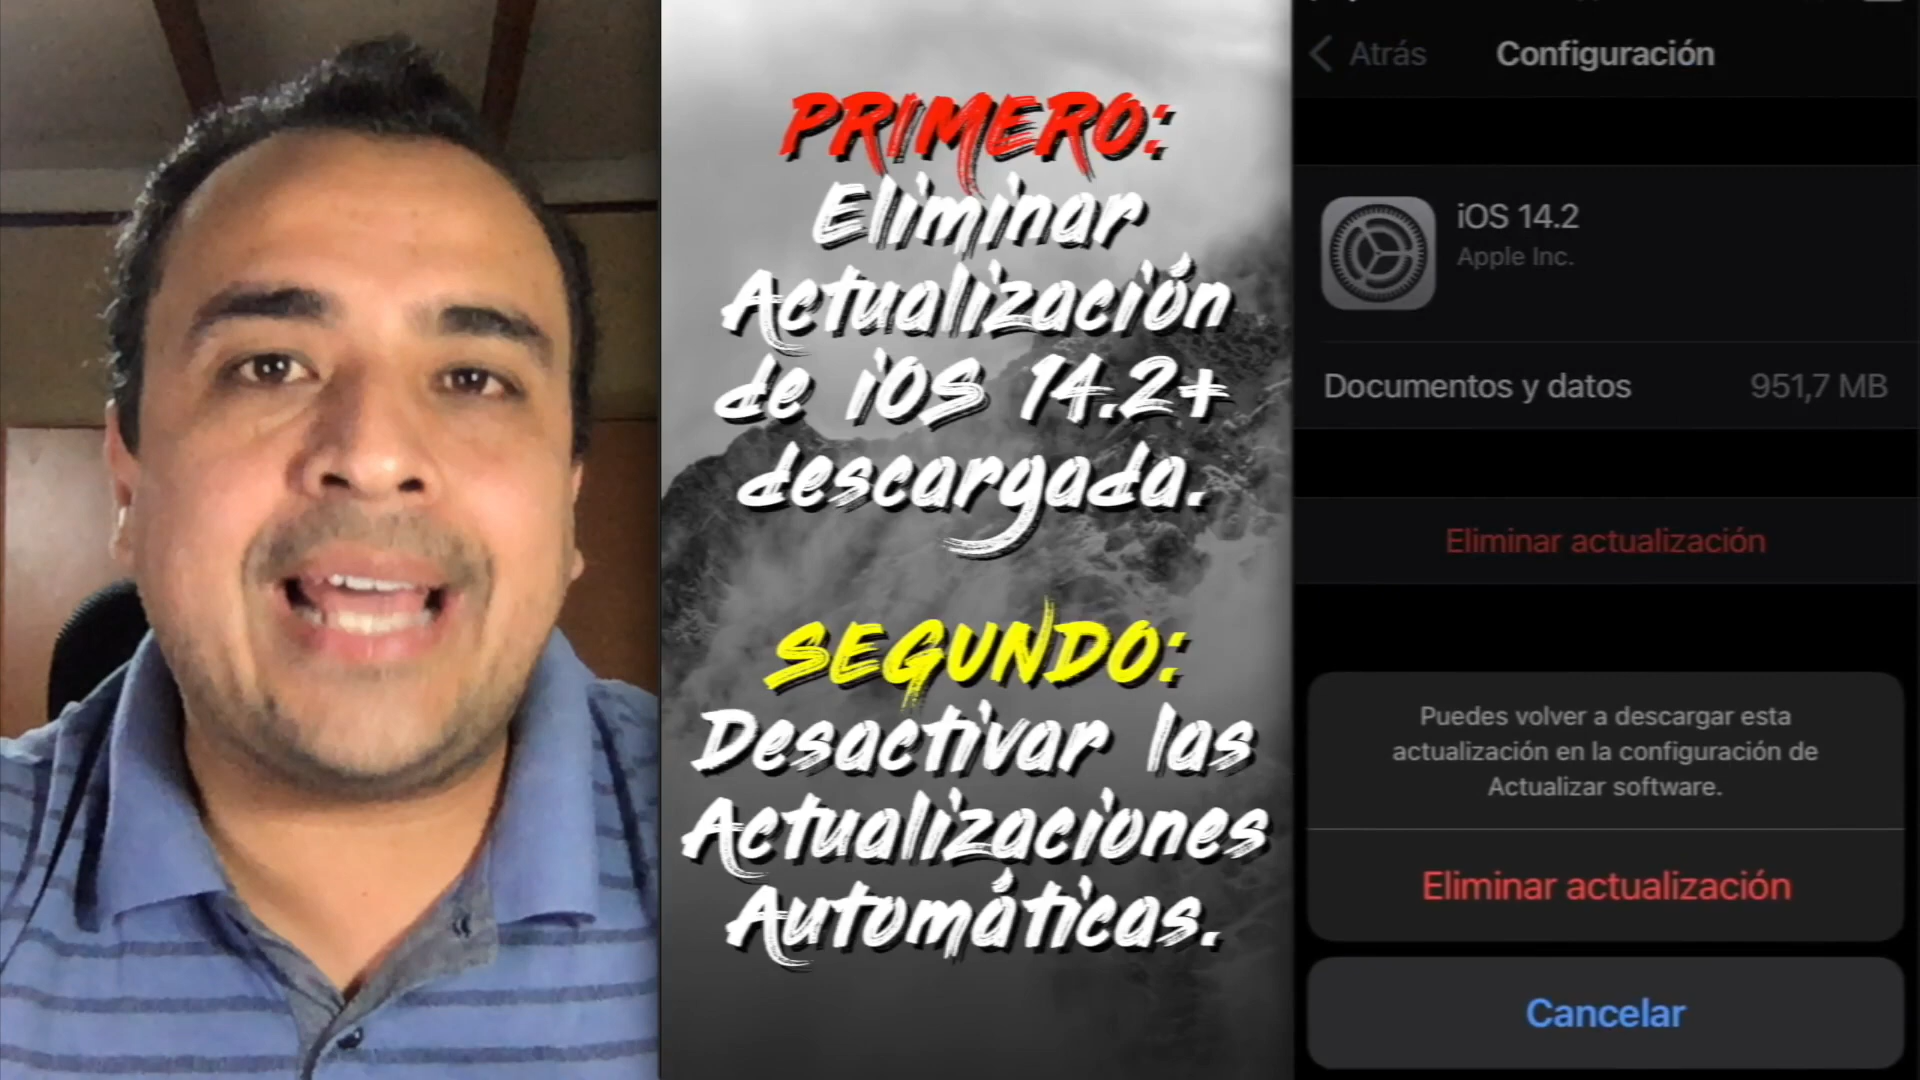 PRIMERO:
Eliminar
Actualización
de iOS 14.2+
descargada.
SEGUNDO:
Desactivar las
Actualizaciones
Automáticas.
Atrás
Configuración
iOS 14.2
Apple Inc.
Documentos y datos 951,7 MB
Eliminar actualización
Puedes volver a descargar esta
actualización en la configuración de
Actualizar software.
Eliminar actualización
Cancelar